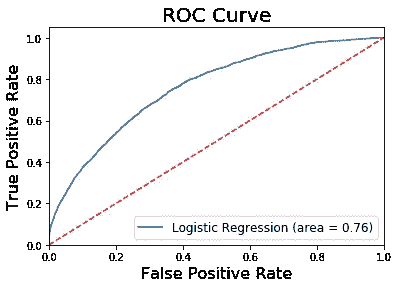 ROC Curve
True Positive Rate
1.0
0.8
0.6
0.4
0.2
0.0
Logistic Regression (area = 0.76)
0.0 0.2 0.4 0.6 0.8 1.0
False Positive Rate